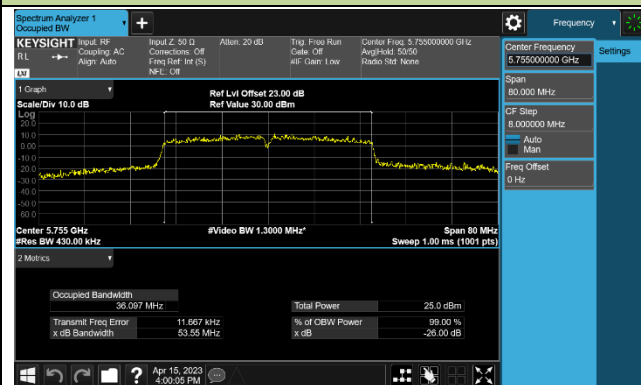 Spectrum Analyzer 1
Occupied BW
Frequency
KEYSIGHT
Input: RF
Input Z: 50 Ω
Atten: 20 dB
Trig: Free Run
Center Freq: 5.755000000 GHz
RL
Coupling: AC
Corrections: Off
Gate: Off
Avg|Hold: 50/50
Align: Auto
Freq Ref: Int (S)
#IF Gain: Low
Radio Std: None
LXI
NFE: Off
Center Frequency
5.755000000 GHz
Settings
Span
80.000 MHz
CF Step
8.000000 MHz
Auto
Man
Freq Offset
0 Hz
1 Graph
Ref Lvl Offset 23.00 dB
Scale/Div 10.0 dB
Ref Value 30.00 dBm
Log
20.0
10.0
0.00
-10.0
-20.0
-30.0
-40.0
-50.0
-60.0
Center 5.755 GHz
#Video BW 1.3000 MHz*
Span 80 MHz
#Res BW 430.00 kHz
Sweep 1.00 ms (1001 pts)
2 Metrics
Occupied Bandwidth
36.097 MHz
Total Power
25.0 dBm
Transmit Freq Error
11.667 kHz
% of OBW Power
99.00 %
x dB Bandwidth
53.55 MHz
x dB
-26.00 dB
?
Apr 15, 2023
4:00:05 PM